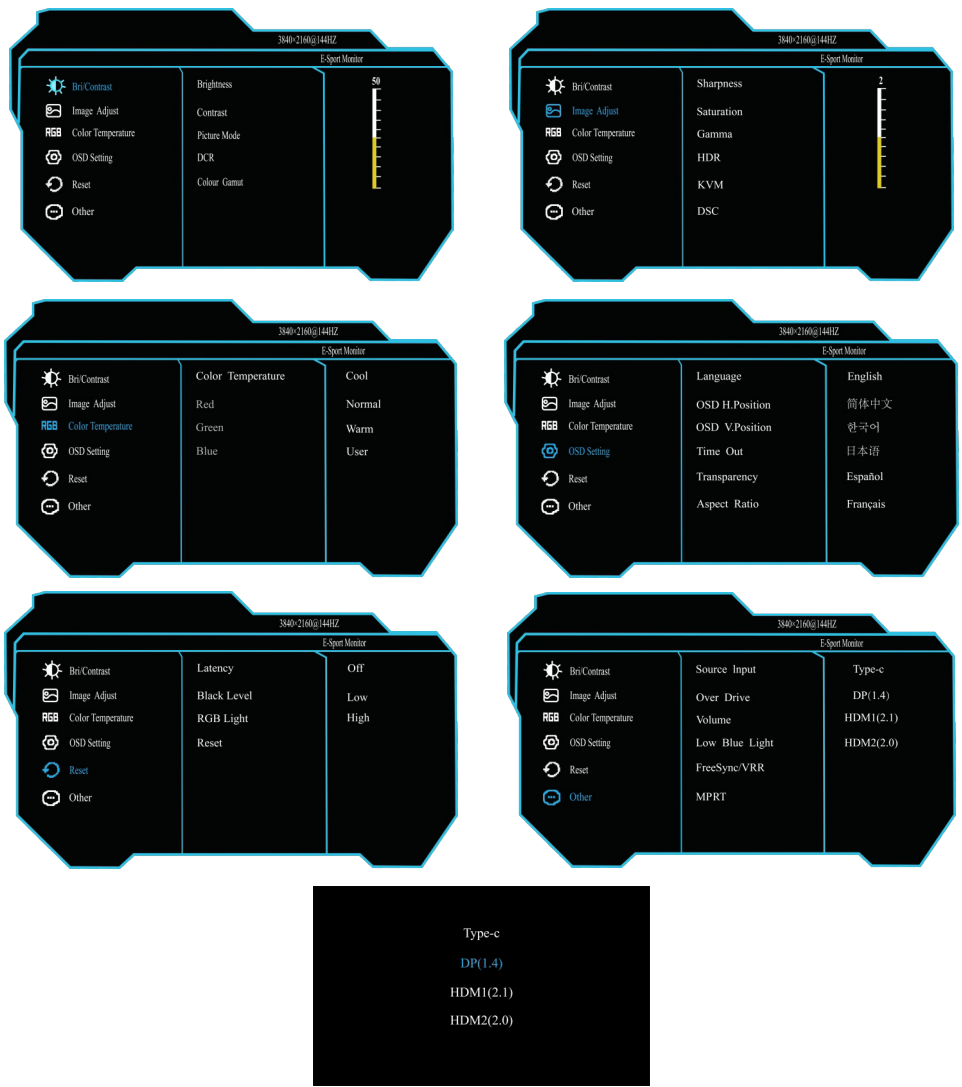 3840×2160@144HZ
E-Sport Monitor
Bri/Contrast
Image Adjust
RGB Color Temperature
OSD Setting
Reset
Other
Brightness
Contrast
Picture Mode
DCR
Colour Gamut
50
3840×2160@144HZ
E-Sport Monitor
Bri/Contrast
Image Adjust
RGB Color Temperature
OSD Setting
Reset
Other
Sharpness
Saturation
Gamma
HDR
KVM
DSC
2
3840×2160@144HZ
E-Sport Monitor
Bri/Contrast
Image Adjust
RGB Color Temperature
OSD Setting
Reset
Other
Color Temperature
Red
Green
Blue
Cool
Normal
Warm
User
3840×2160@144HZ
E-Sport Monitor
Bri/Contrast
Image Adjust
RGB Color Temperature
OSD Setting
Reset
Other
Language
OSD H.Position
OSD V.Position
Time Out
Transparency
Aspect Ratio
English
简体中文
한국어
日本语
Español
Français
3840×2160@144HZ
E-Sport Monitor
Bri/Contrast
Image Adjust
RGB Color Temperature
OSD Setting
Reset
Other
Latency
Black Level
RGB Light
Reset
Off
Low
High
3840×2160@144HZ
E-Sport Monitor
Bri/Contrast
Image Adjust
RGB Color Temperature
OSD Setting
Reset
Other
Source Input
Over Drive
Volume
Low Blue Light
FreeSync/VRR
MPRT
Type-c
DP(1.4)
HDM1(2.1)
HDM2(2.0)
Type-c
DP(1.4)
HDM1(2.1)
HDM2(2.0)